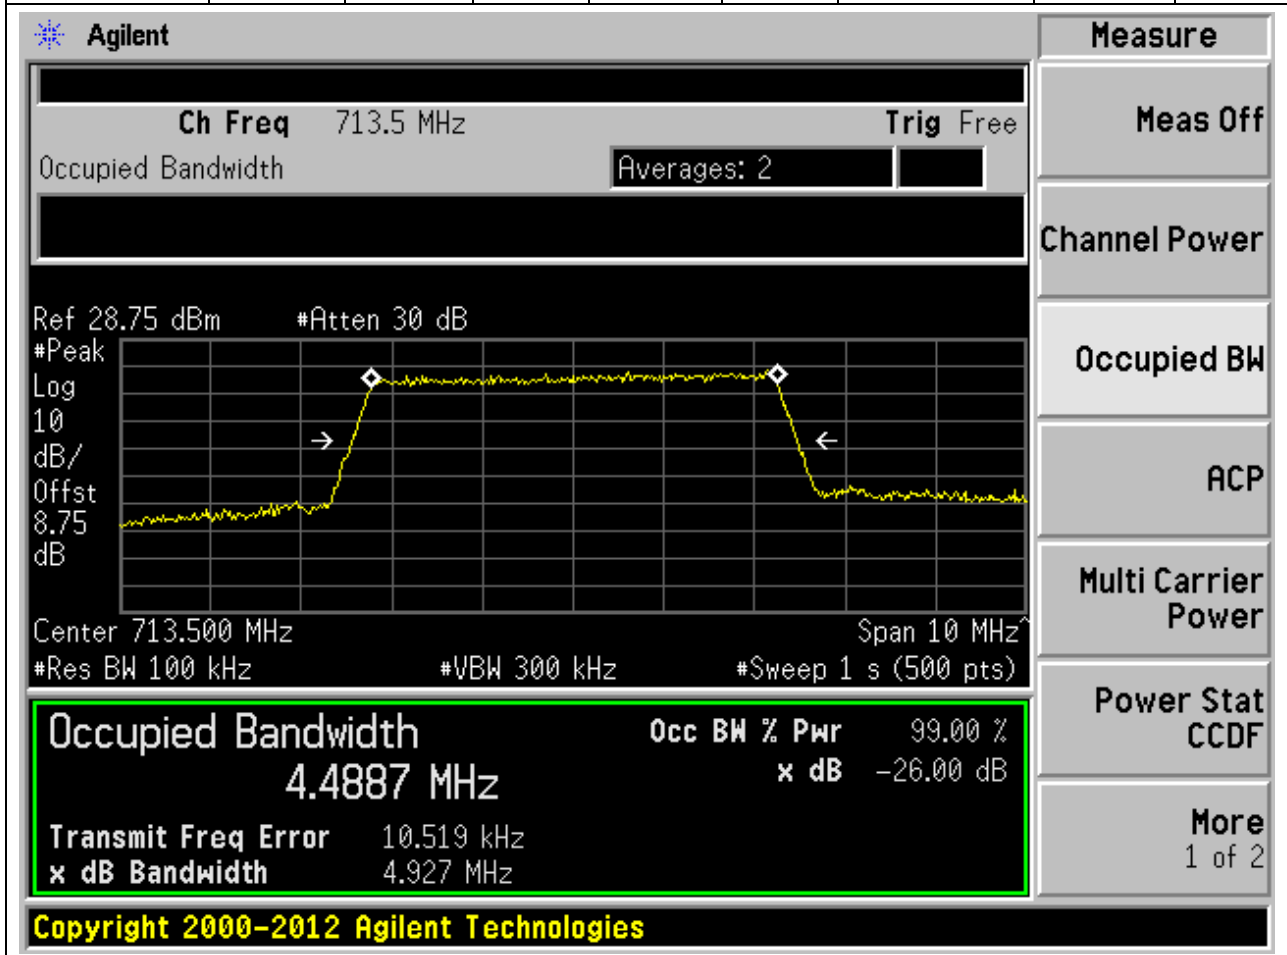 Agilent
Measure
Ch Freq 713.5 MHz Trig Free
Meas Off
Occupied Bandwidth Averages: 2
Channel Power
Ref 28.75 dBm #Atten 30 dB
#Peak
Log
10
dB/
Offst
8.75
dB
Occupied BW
ACP
Center 713.500 MHz Span 10 MHz^
#Res BW 100 kHz #VBW 300 kHz #Sweep 1 s (500 pts)
Multi Carrier
Power
Occupied Bandwidth Occ BW % Pwr 99.00 %
4.4887 MHz x dB -26.00 dB
Power Stat
CCDF
Transmit Freq Error 10.519 kHz
x dB Bandwidth 4.927 MHz
More
1 of 2
Copyright 2000-2012 Agilent Technologies